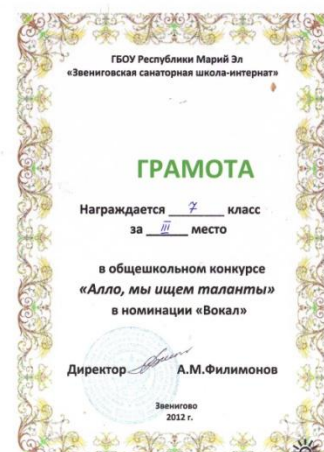 ГБОУ Республики Марий Эл
«Звениговская санаторная школа-интернат»
ГРАМОТА
Награждается 7 класс
за III место
в общешкольном конкурсе
«Алло, мы ищем таланты»
в номинации «Вокал»
Директор А.М.Филимонов
Звенигово
2012 г.